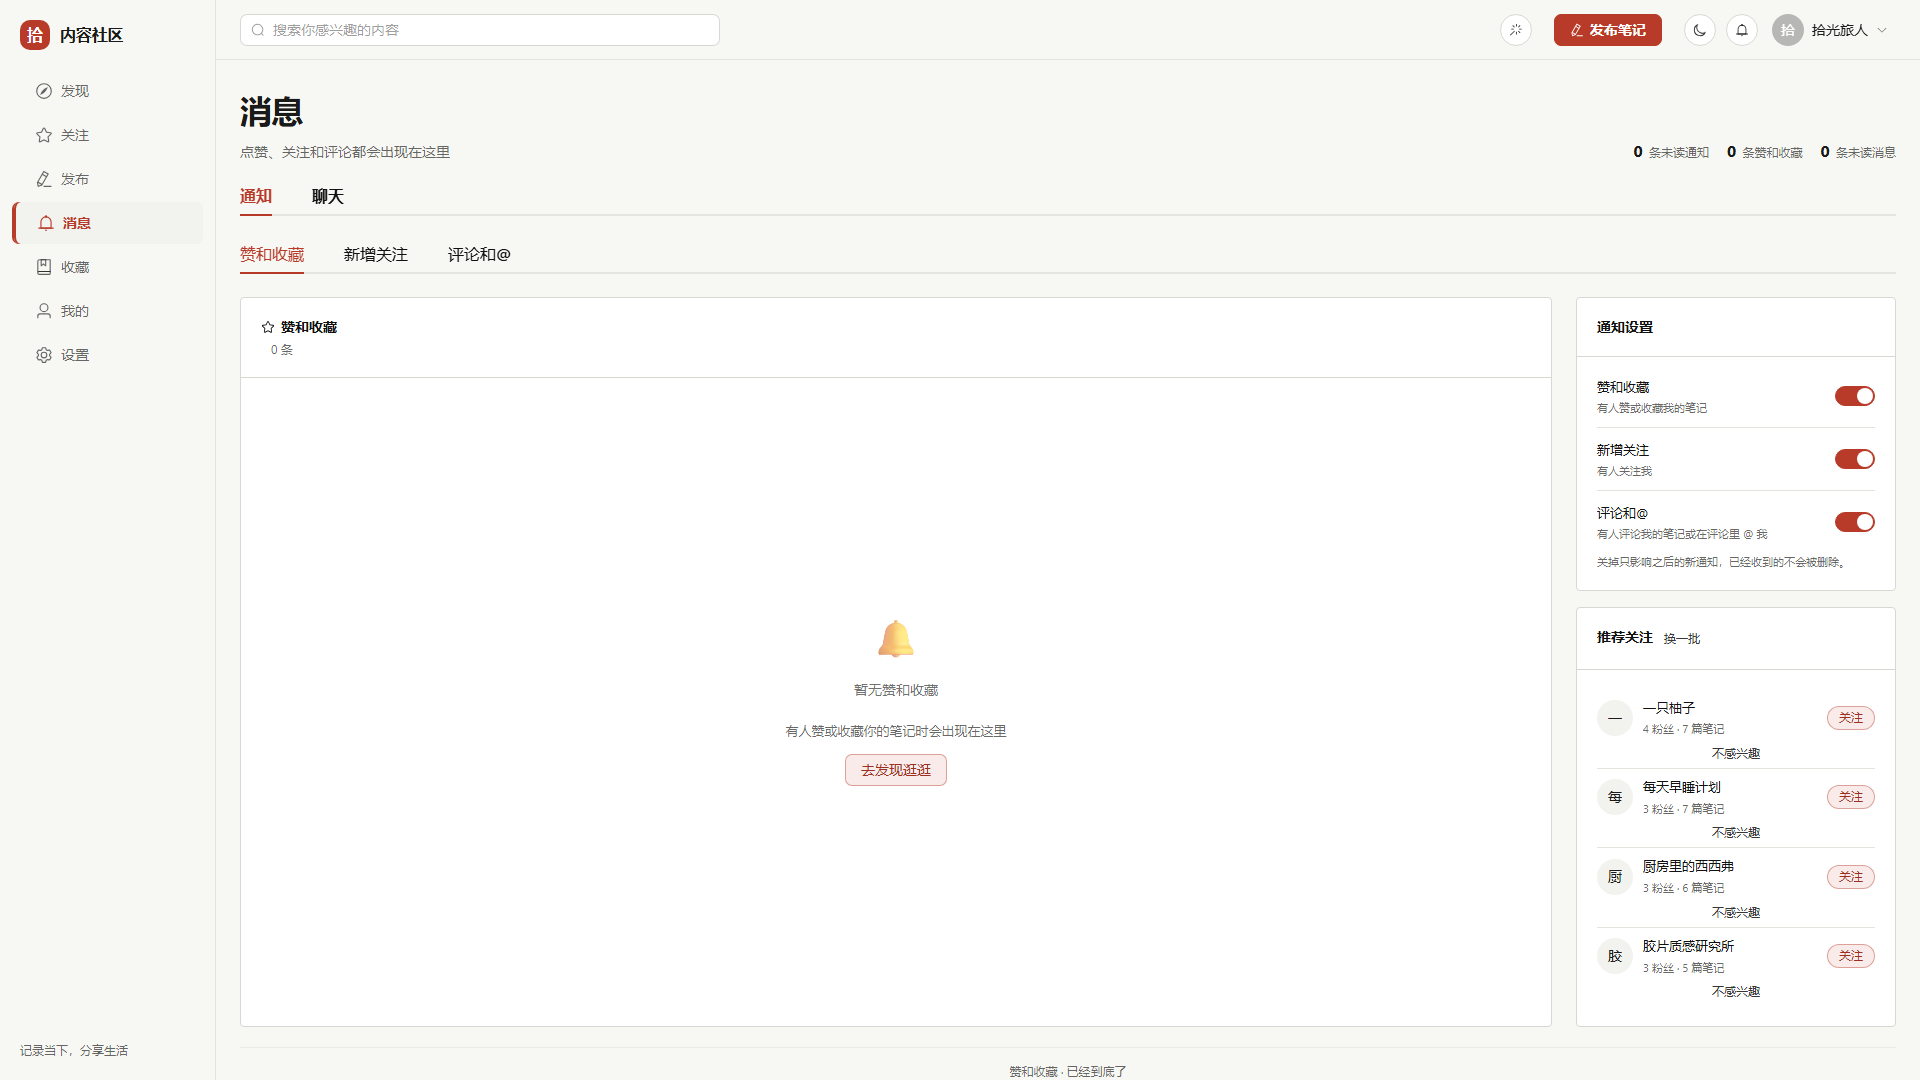 拾 内容社区
搜索你感兴趣的内容
发布笔记
拾 拾光旅人
发现
关注
发布
消息
收藏
我的
设置
记录当下，分享生活
消息
点赞、关注和评论都会出现在这里
0 条未读通知 0 条赞和收藏 0 条未读消息
通知 聊天
赞和收藏 新增关注 评论和@
赞和收藏
0 条
暂无赞和收藏
有人赞或收藏你的笔记时会出现在这里
去发现逛逛
通知设置
赞和收藏
有人赞或收藏我的笔记
新增关注
有人关注我
评论和@
有人评论我的笔记或在评论里 @ 我
关掉只影响之后的新通知，已经收到的不会被删除。
推荐关注 换一批
一 一只柚子 关注
4 粉丝 · 7 篇笔记
不感兴趣
每 每天早睡计划 关注
3 粉丝 · 7 篇笔记
不感兴趣
厨 厨房里的西西弗 关注
3 粉丝 · 6 篇笔记
不感兴趣
胶 胶片质感研究所 关注
3 粉丝 · 5 篇笔记
不感兴趣
赞和收藏 · 已经到底了